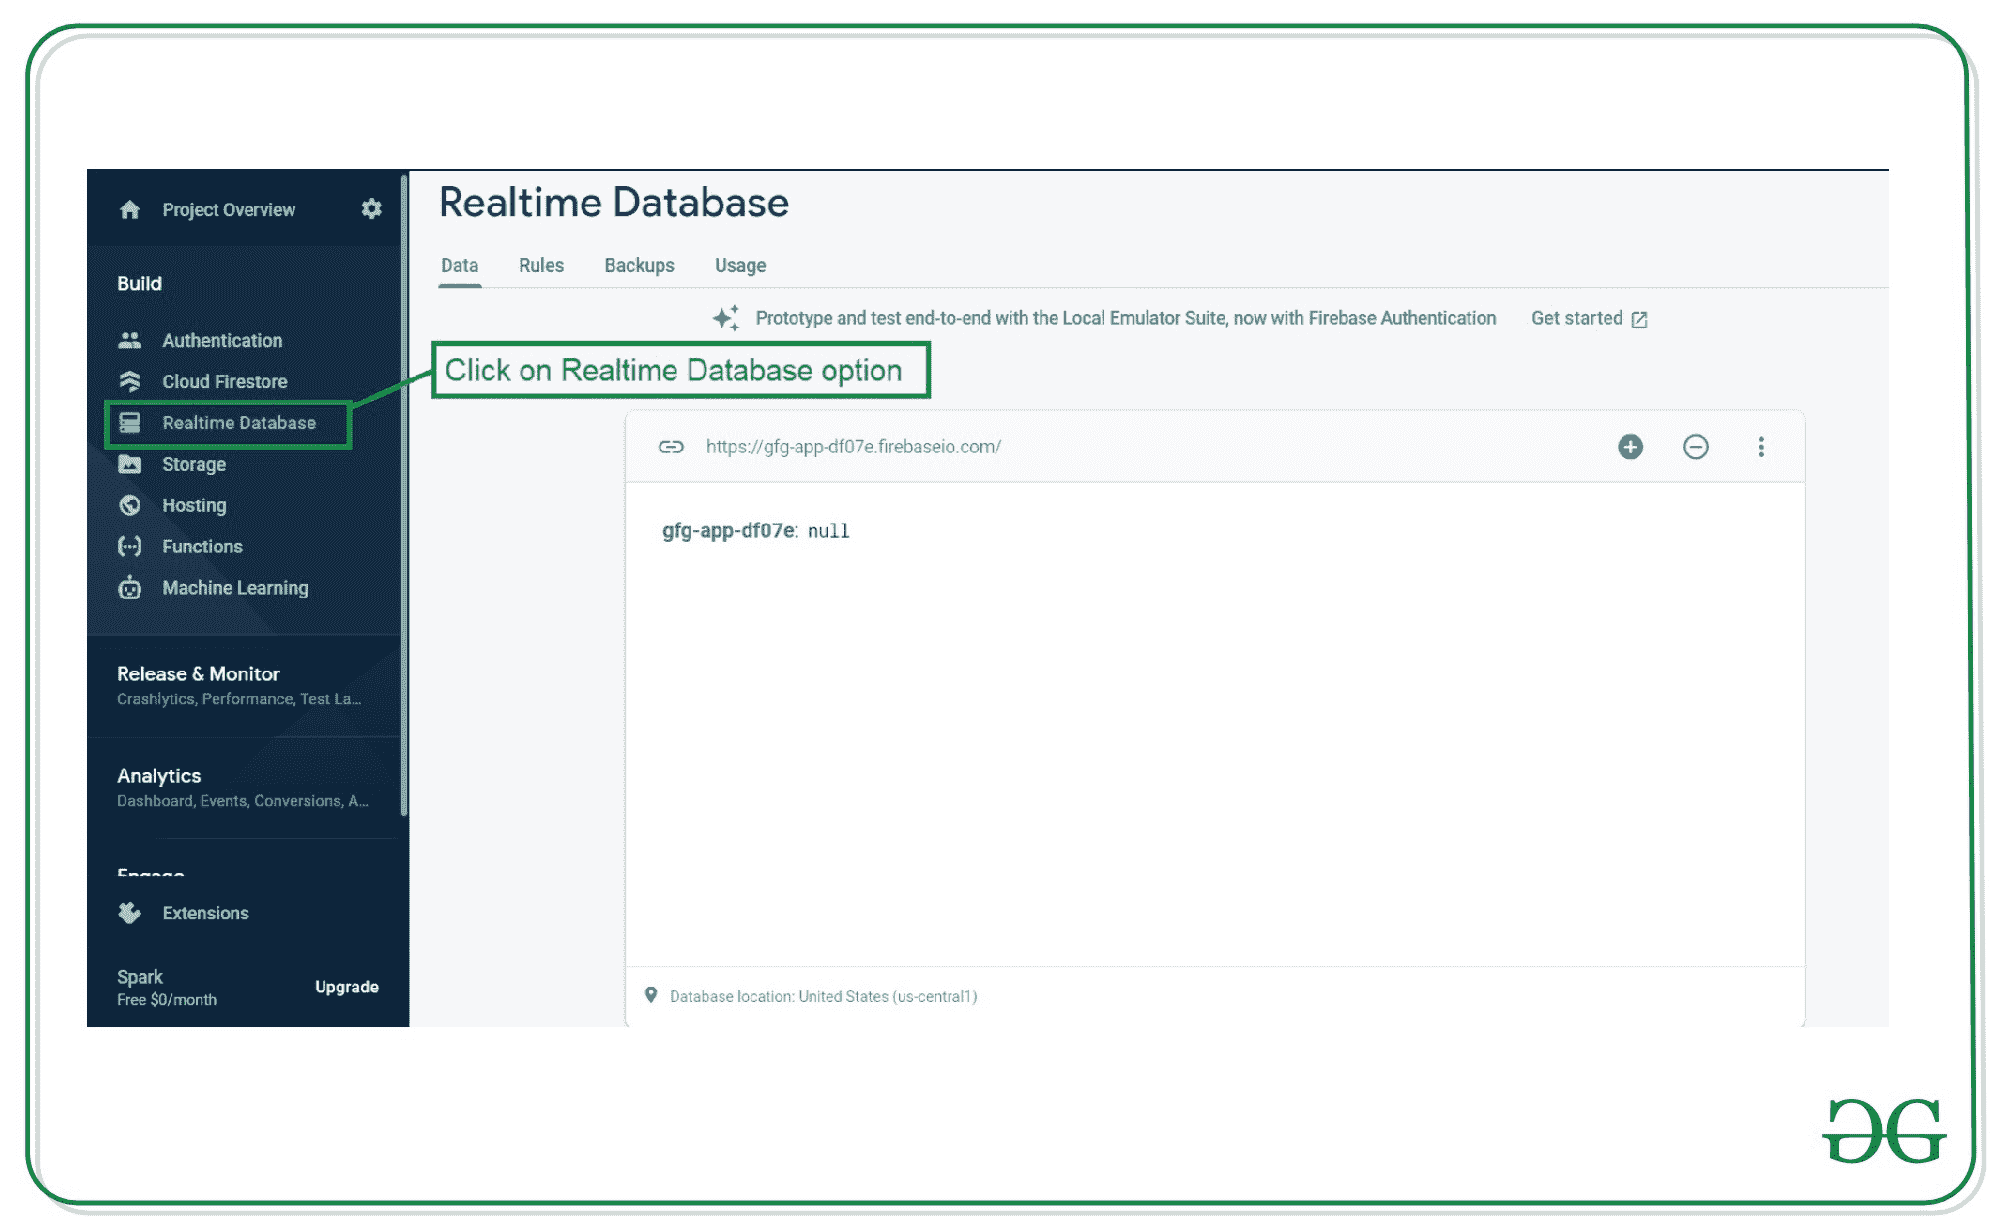 Project Overview
Build
Authentication
Cloud Firestore
Realtime Database
Storage
Hosting
Functions
Machine Learning
Release & Monitor
Crashlytics, Performance, Test La...
Analytics
Dashboard, Events, Conversions, A...
Engage
Extensions
Spark
Free $0/month
Upgrade
Realtime Database
Data Rules Backups Usage
Prototype and test end-to-end with the Local Emulator Suite, now with Firebase Authentication Get started
Click on Realtime Database option
https://gfg-app-df07e.firebaseio.com/
gfg-app-df07e: null
Database location: United States (us-central1)